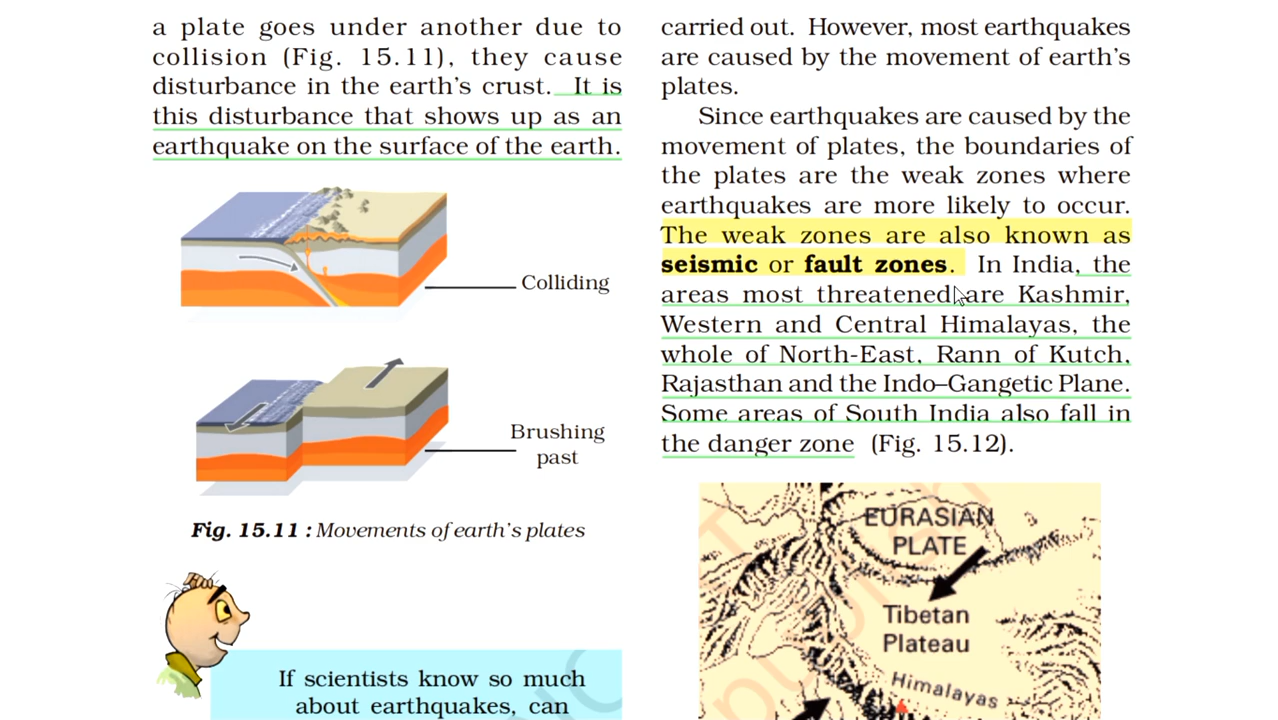 a plate goes under another due to
collision (Fig. 15.11), they cause
disturbance in the earth's crust. It is
this disturbance that shows up as an
earthquake on the surface of the earth.
Colliding
Brushing
past
Fig. 15.11 : Movements of earth's plates
If scientists know so much
about earthquakes, can
carried out. However, most earthquakes
are caused by the movement of earth's
plates.
Since earthquakes are caused by the
movement of plates, the boundaries of
the plates are the weak zones where
earthquakes are more likely to occur.
The weak zones are also known as
seismic or fault zones. In India, the
areas most threatened are Kashmir,
Western and Central Himalayas, the
whole of North-East, Rann of Kutch,
Rajasthan and the Indo–Gangetic Plane.
Some areas of South India also fall in
the danger zone (Fig. 15.12).
EURASIAN
PLATE
Tibetan
Plateau
Himalayas